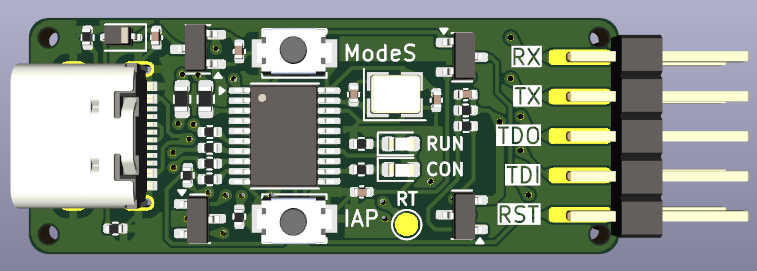 ModeS
RX
TX
RUN
TDO
CON
TDI
RT
IAP
RST